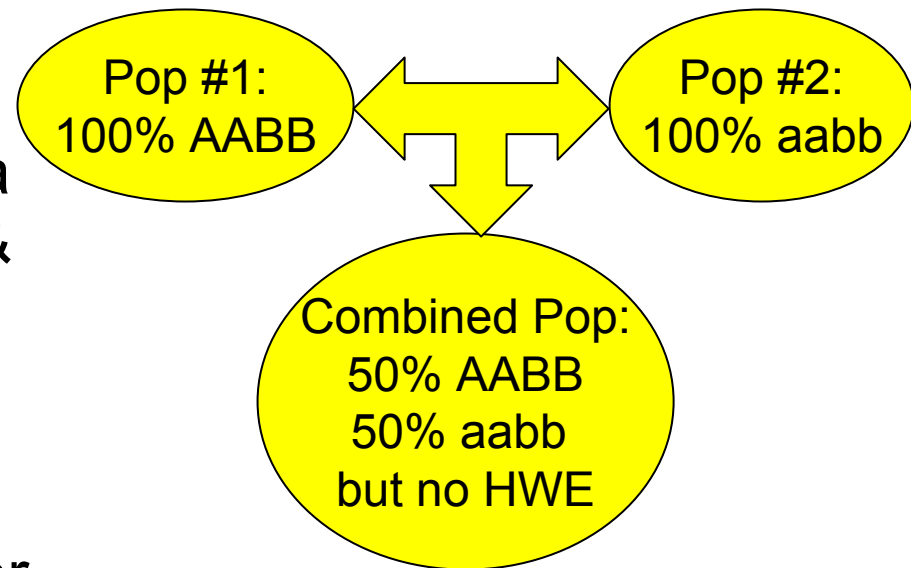 Pop #1:
100% AABB
Pop #2:
100% aabb
&
Combined Pop:
50% AABB
50% aabb
but no HWE